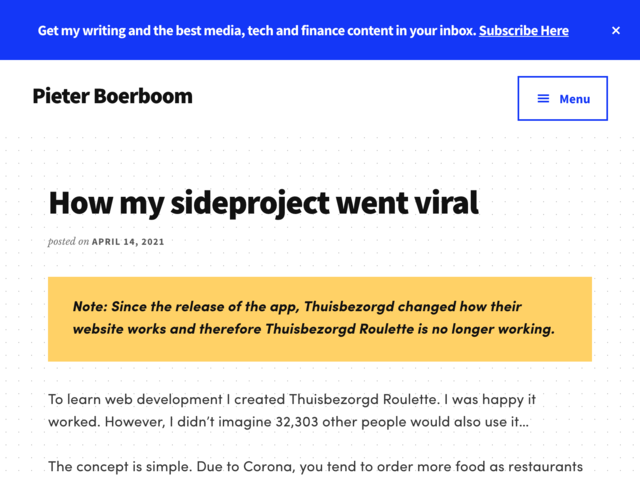 Get my writing and the best media, tech and finance content in your inbox. Subscribe Here ×
Pieter Boerboom
Menu
How my sideproject went viral
posted on APRIL 14, 2021
Note: Since the release of the app, Thuisbezorgd changed how their
website works and therefore Thuisbezorgd Roulette is no longer working.
To learn web development I created Thuisbezorgd Roulette. I was happy it
worked. However, I didn’t imagine 32,303 other people would also use it…
The concept is simple. Due to Corona, you tend to order more food as restaurants